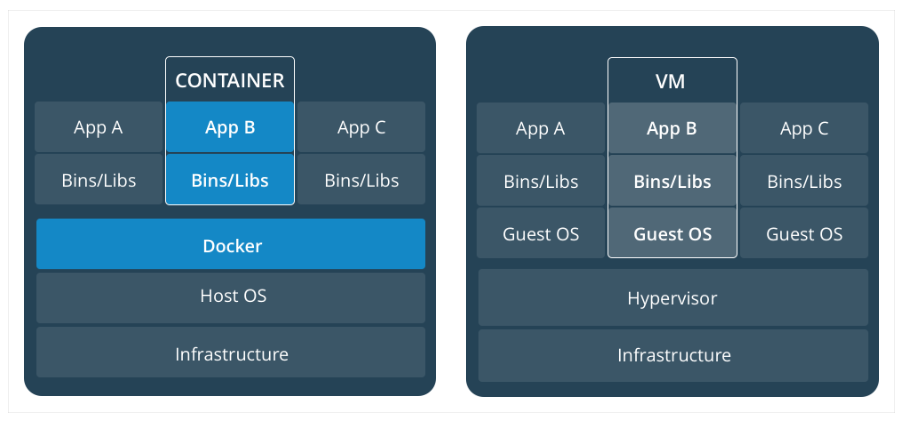 CONTAINER
App A App B App C
Bins/Libs Bins/Libs Bins/Libs
Docker
Host OS
Infrastructure
VM
App A App B App C
Bins/Libs Bins/Libs Bins/Libs
Guest OS Guest OS Guest OS
Hypervisor
Infrastructure